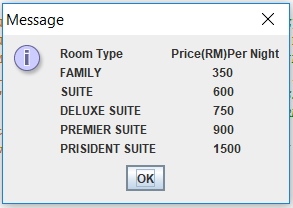 Message
Room Type Price(RM)Per Night
FAMILY 350
SUITE 600
DELUXE SUITE 750
PREMIER SUITE 900
PRISIDENT SUITE 1500
OK